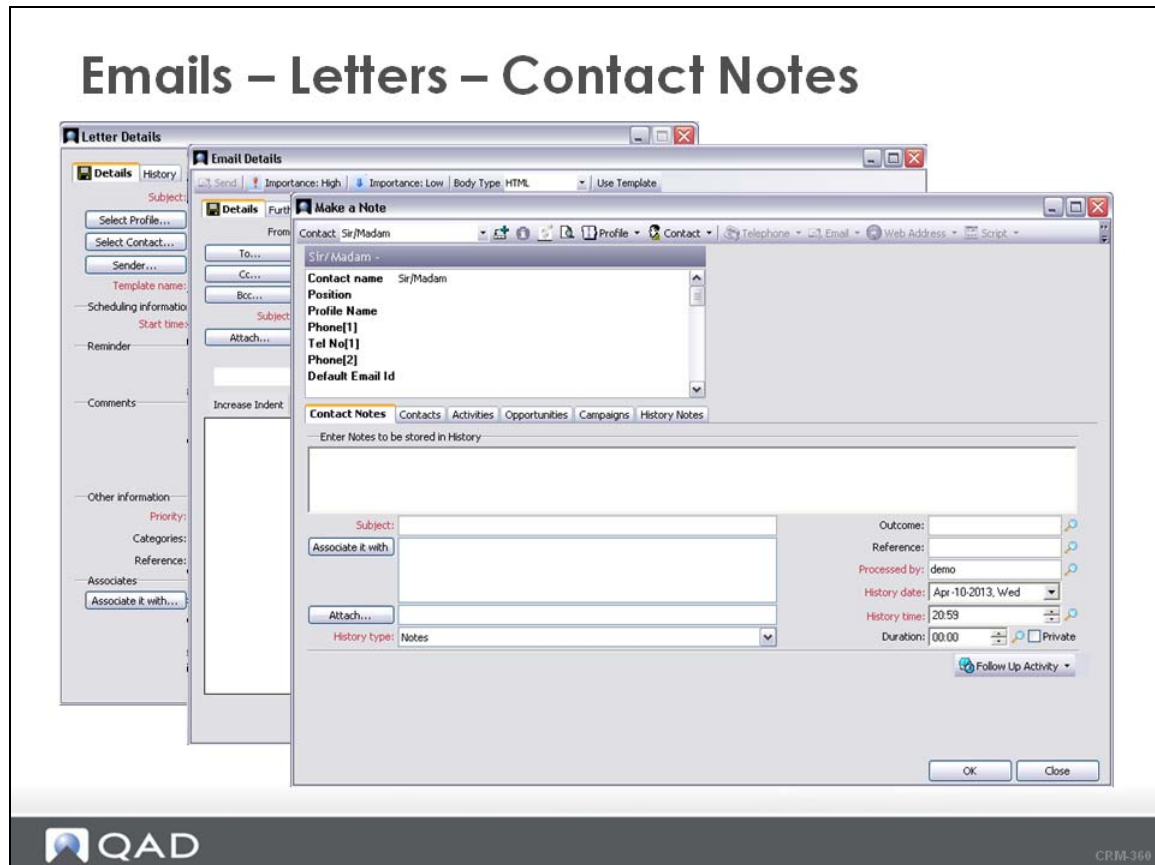 Emails – Letters – Contact Notes
Letter Details
Details History
Subject:
Select Profile...
Select Contact...
Sender...
Template name:
Scheduling informatio
Start time:
Reminder
Comments
Other information
Priority:
Categories:
Reference:
Associates
Associate it with...
Email Details
Send Importance: High Importance: Low Body Type HTML Use Template
Details Furth
From
To...
Cc...
Bcc...
Subject
Attach...
Increase Indent
Make a Note
Contact Sir/Madam Profile Contact Telephone Email Web Address Script
Sir/Madam -
Contact name Sir/Madam
Position
Profile Name
Phone[1]
Tel No[1]
Phone[2]
Default Email Id
Contact Notes Contacts Activities Opportunities Campaigns History Notes
Enter Notes to be stored in History
Subject: Outcome:
Associate it with Reference:
Processed by: demo
History date: Apr-10-2013, Wed
Attach... History time: 20:59
History type: Notes Duration: 00:00 Private
Follow Up Activity
OK Close
QAD
CRM-360